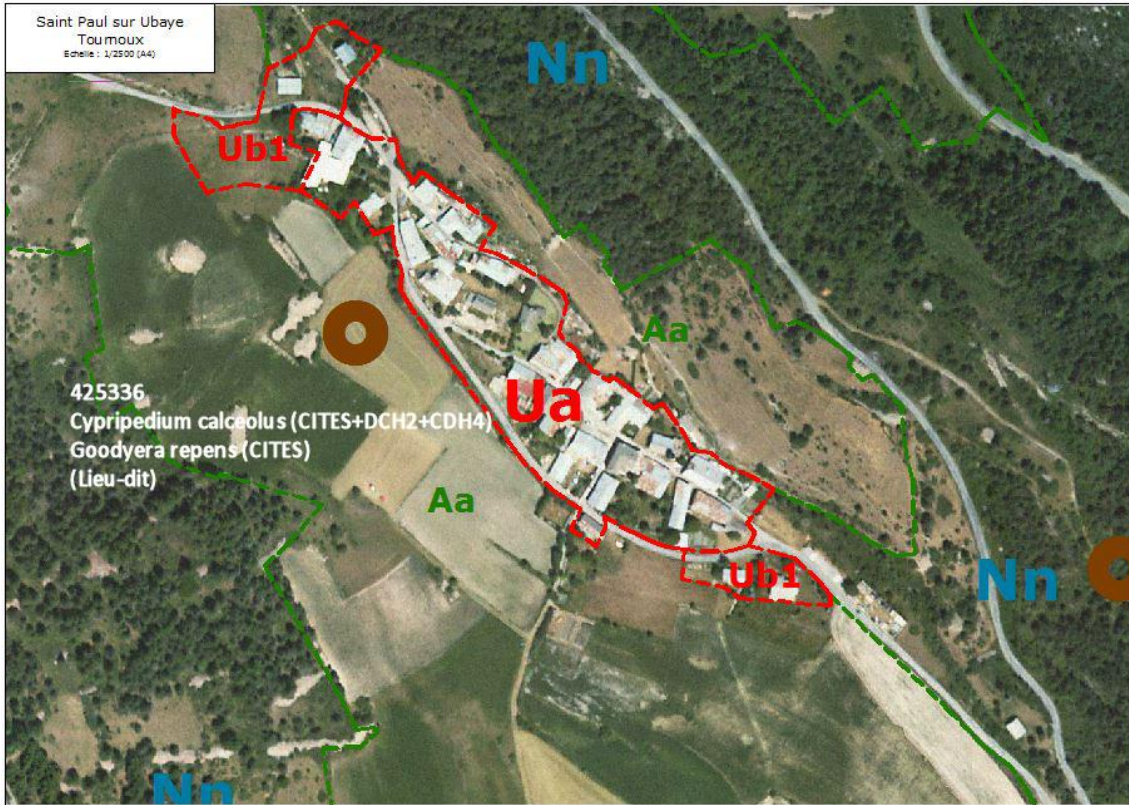 Saint Paul sur Ubaye
Tournoux
Echelle : 1/2500 (A4)
Nn
Ub1
Aa
Ua
425336
Cypripedium calceolus (CITES+DCH2+CDH4)
Goodyera repens (CITES)
(Lieu-dit)
Aa
Nn
Ub1
Nn